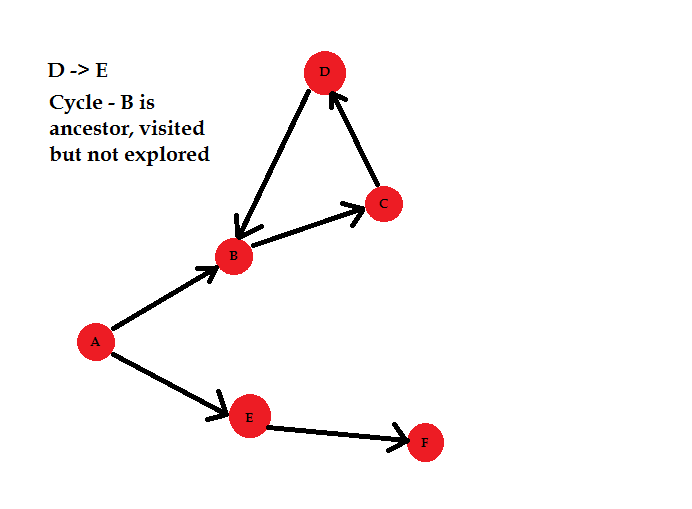 D -> E
Cycle - B is
ancestor, visited
but not explored
D
C
B
A
E
F